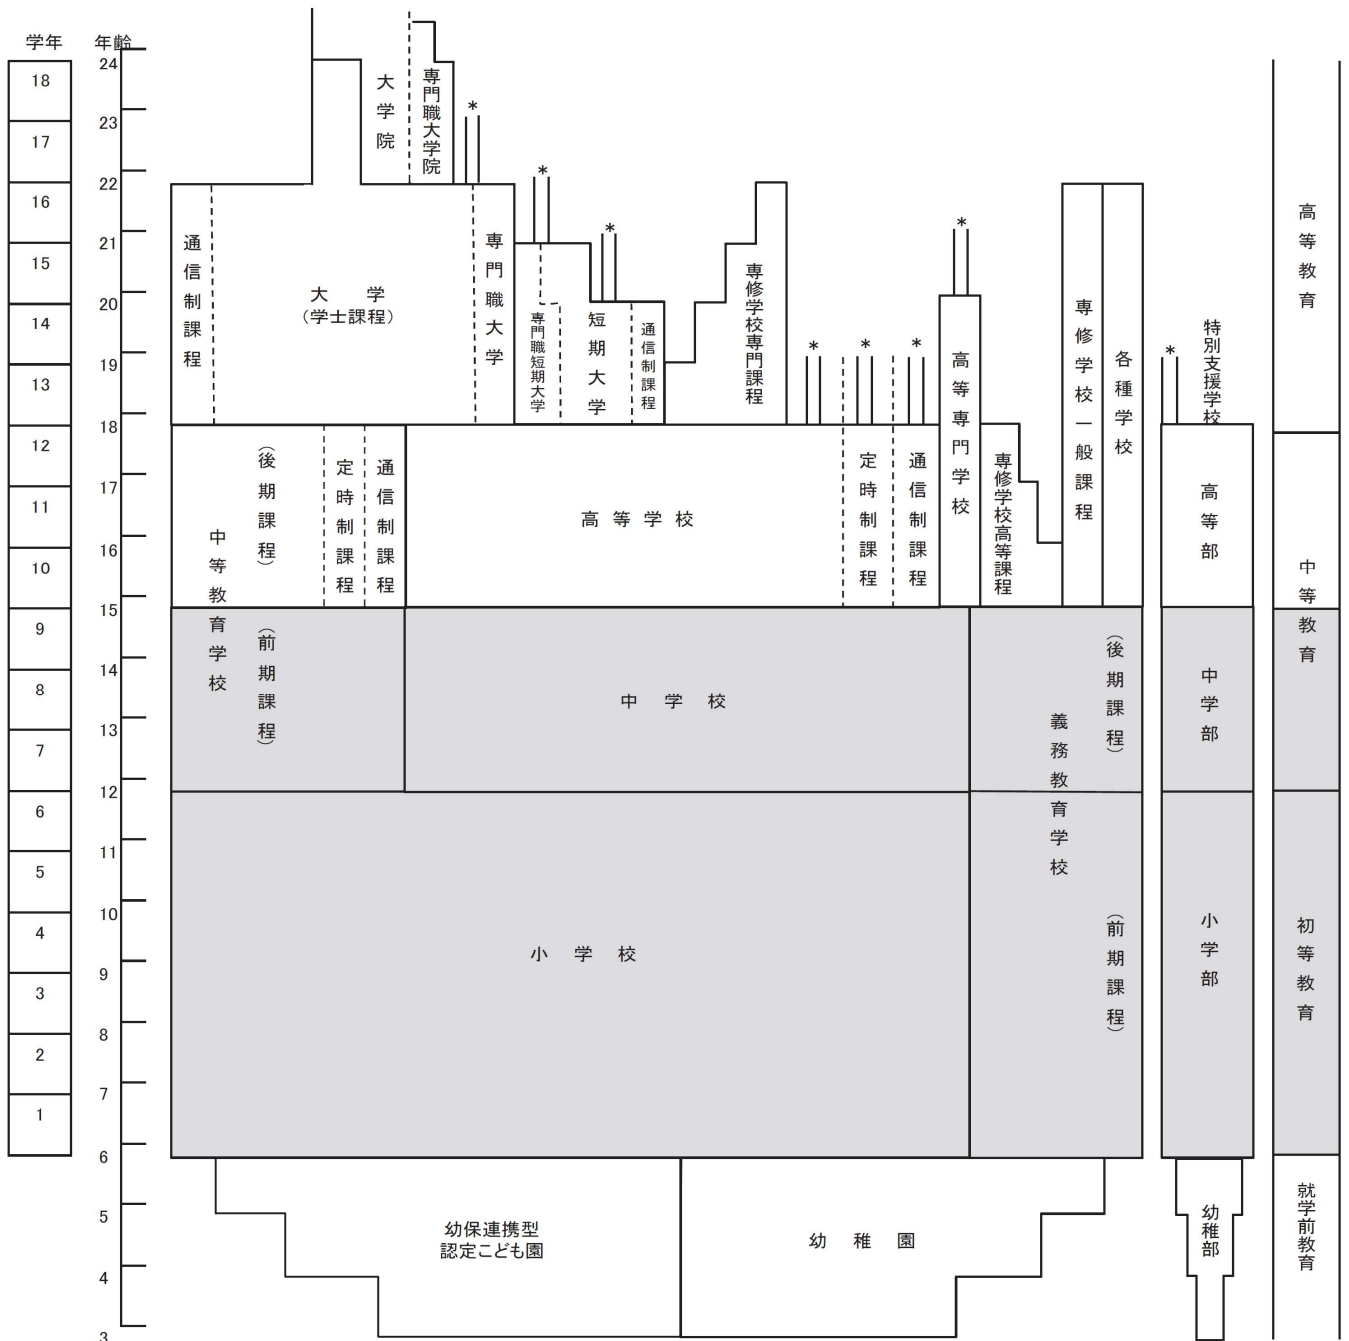 学年
年齢
18
17
16
15
14
13
12
11
10
9
8
7
6
5
4
3
2
1
24
23
22
21
20
19
18
17
16
15
14
13
12
11
10
9
8
7
6
5
4
3
大学院
専門職大学院
*
*
*
*
*
*
*
*
通信制課程
大学
(学士課程)
専門職大学
専門職短期大学
短期大学
通信制課程
専修学校専門課程
高等専門学校
専修学校一般課程
各種学校
特別支援学校
中等教育学校
(後期課程)
定時制課程
通信制課程
高等学校
定時制課程
通信制課程
専修学校高等課程
高等部
(前期課程)
中学校
義務教育学校
(後期課程)
中学部
小学校
(前期課程)
小学部
幼保連携型
認定こども園
幼稚園
幼稚部
高等教育
中等教育
初等教育
就学前教育